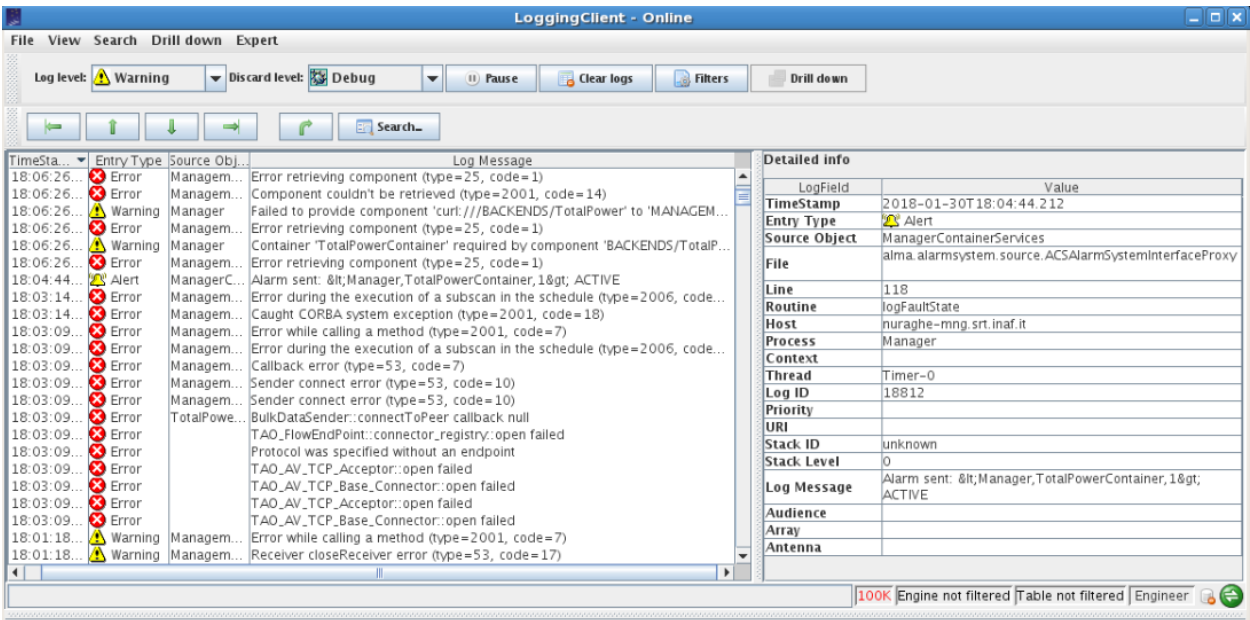 LoggingClient - Online
File View Search Drill down Expert
Log level: Warning Discard level: Debug Pause Clear logs Filters Drill down
Search...
TimeSta... Entry Type Source Obj... Log Message
18:06:26... Error Managem... Error retrieving component (type=25, code=1)
18:06:26... Error Managem... Component couldn't be retrieved (type=2001, code=14)
18:06:26... Warning Manager Failed to provide component 'curl:///BACKENDS/TotalPower' to 'MANAGEM...
18:06:26... Error Managem... Error retrieving component (type=25, code=1)
18:06:26... Warning Manager Container 'TotalPowerContainer' required by component 'BACKENDS/TotalP...
18:06:26... Error Managem... Error retrieving component (type=25, code=1)
18:04:44... Alert ManagerC... Alarm sent: &lt;Manager,TotalPowerContainer,1&gt; ACTIVE
18:03:14... Error Managem... Error during the execution of a subscan in the schedule (type=2006, code...
18:03:14... Error Managem... Caught CORBA system exception (type=2001, code=18)
18:03:09... Error Managem... Error while calling a method (type=2001, code=7)
18:03:09... Error Managem... Error during the execution of a subscan in the schedule (type=2006, code...
18:03:09... Error Managem... Callback error (type=53, code=7)
18:03:09... Error Managem... Sender connect error (type=53, code=10)
18:03:09... Error Managem... Sender connect error (type=53, code=10)
18:03:09... Error TotalPowe... BulkDataSender::connectToPeer callback null
18:03:09... Error TAO_FlowEndPoint::connector_registry::open failed
18:03:09... Error Protocol was specified without an endpoint
18:03:09... Error TAO_AV_TCP_Acceptor::open failed
18:03:09... Error TAO_AV_TCP_Base_Connector::open failed
18:03:09... Error TAO_AV_TCP_Acceptor::open failed
18:03:09... Error TAO_AV_TCP_Base_Connector::open failed
18:01:18... Warning Managem... Error while calling a method (type=2001, code=7)
18:01:18... Warning Managem... Receiver closeReceiver error (type=53, code=17)
Detailed info
LogField Value
TimeStamp 2018-01-30T18:04:44.212
Entry Type Alert
Source Object ManagerContainerServices
File alma.alarmsystem.source.ACSAlarmSystemInterfaceProxy
Line 118
Routine logFaultState
Host nuraghe-mng.srt.inaf.it
Process Manager
Context
Thread Timer-0
Log ID 18812
Priority
URI
Stack ID unknown
Stack Level 0
Log Message Alarm sent: &lt;Manager,TotalPowerContainer,1&gt;
ACTIVE
Audience
Array
Antenna
100K Engine not filtered Table not filtered Engineer